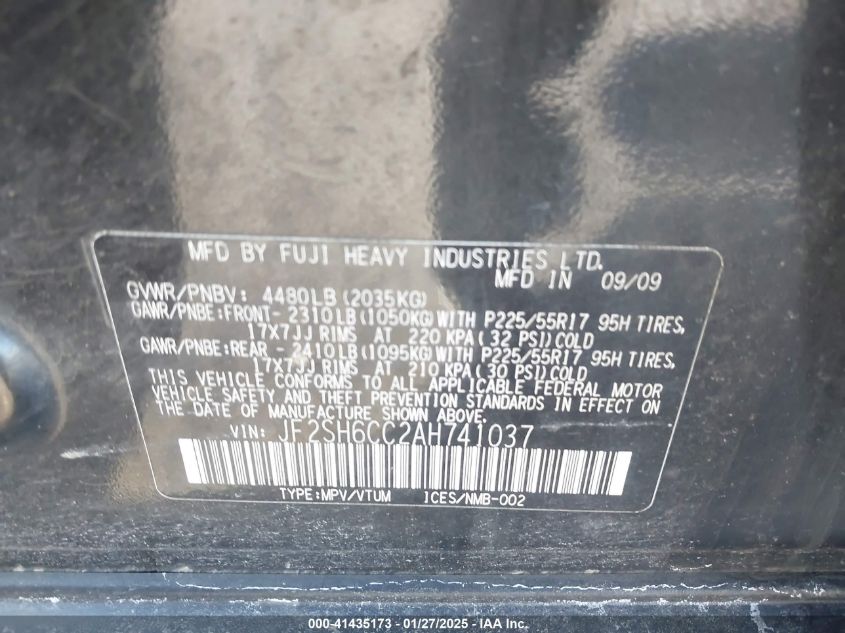 MFD BY FUJI HEAVY INDUSTRIES LTD.
MFD IN 09/09
GVWR/PNBV: 4480LB(2035KG)
GAWR/PNBE:FRONT- 2310LB(1050KG)WITH P225/55R17 95H TIRES,
17X7JJ RIMS AT 220 KPA(32 PSI)COLD
GAWR/PNBE:REAR - 2410LB(1095KG)WITH P225/55R17 95H TIRES,
17X7JJ RIMS AT 210 KPA(30 PSI)COLD
THIS VEHICLE CONFORMS TO ALL APPLICABLE FEDERAL MOTOR
VEHICLE SAFETY AND THEFT PREVENTION STANDARDS IN EFFECT ON
THE DATE OF MANUFACTURE SHOWN ABOVE.
VIN: JF2SH6CC2AH741037
TYPE:MPV/VTUM ICES/NMB-002
000-41435173 - 01/27/2025 - IAA Inc.